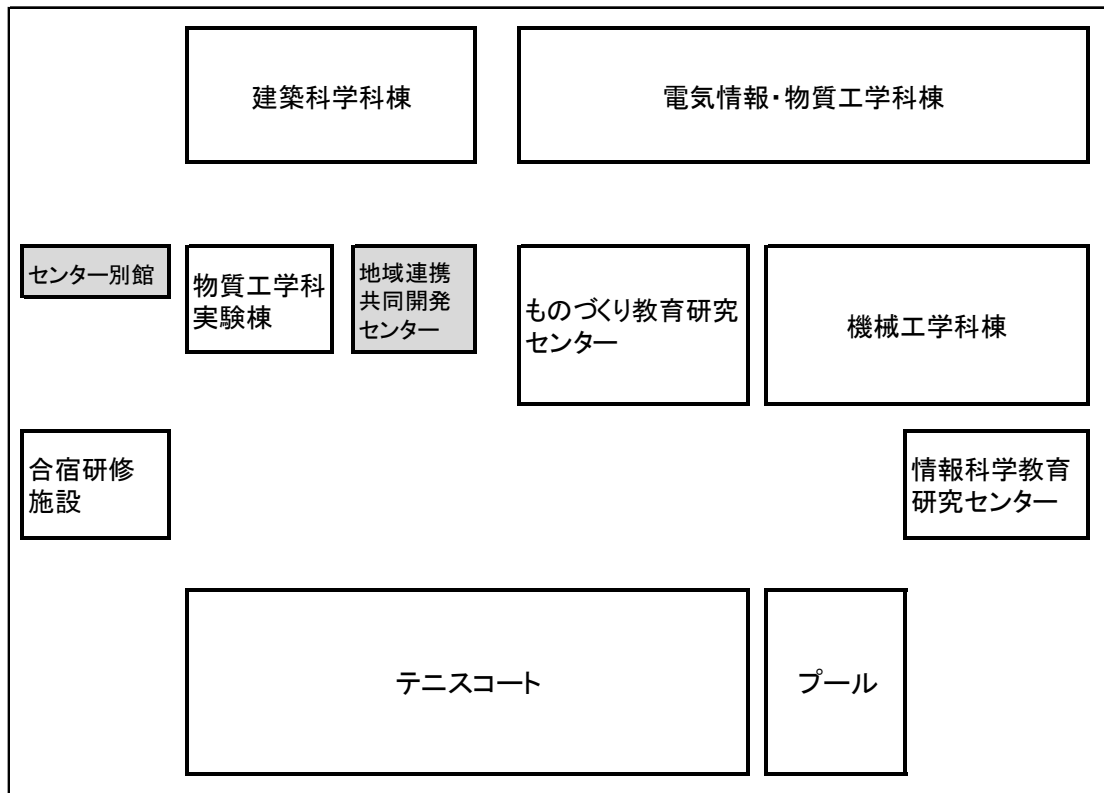 建築科学科棟
電気情報・物質工学科棟
センター別館
物質工学科
実験棟
地域連携
共同開発
センター
ものづくり教育研究
センター
機械工学科棟
合宿研修
施設
情報科学教育
研究センター
テニスコート
プール